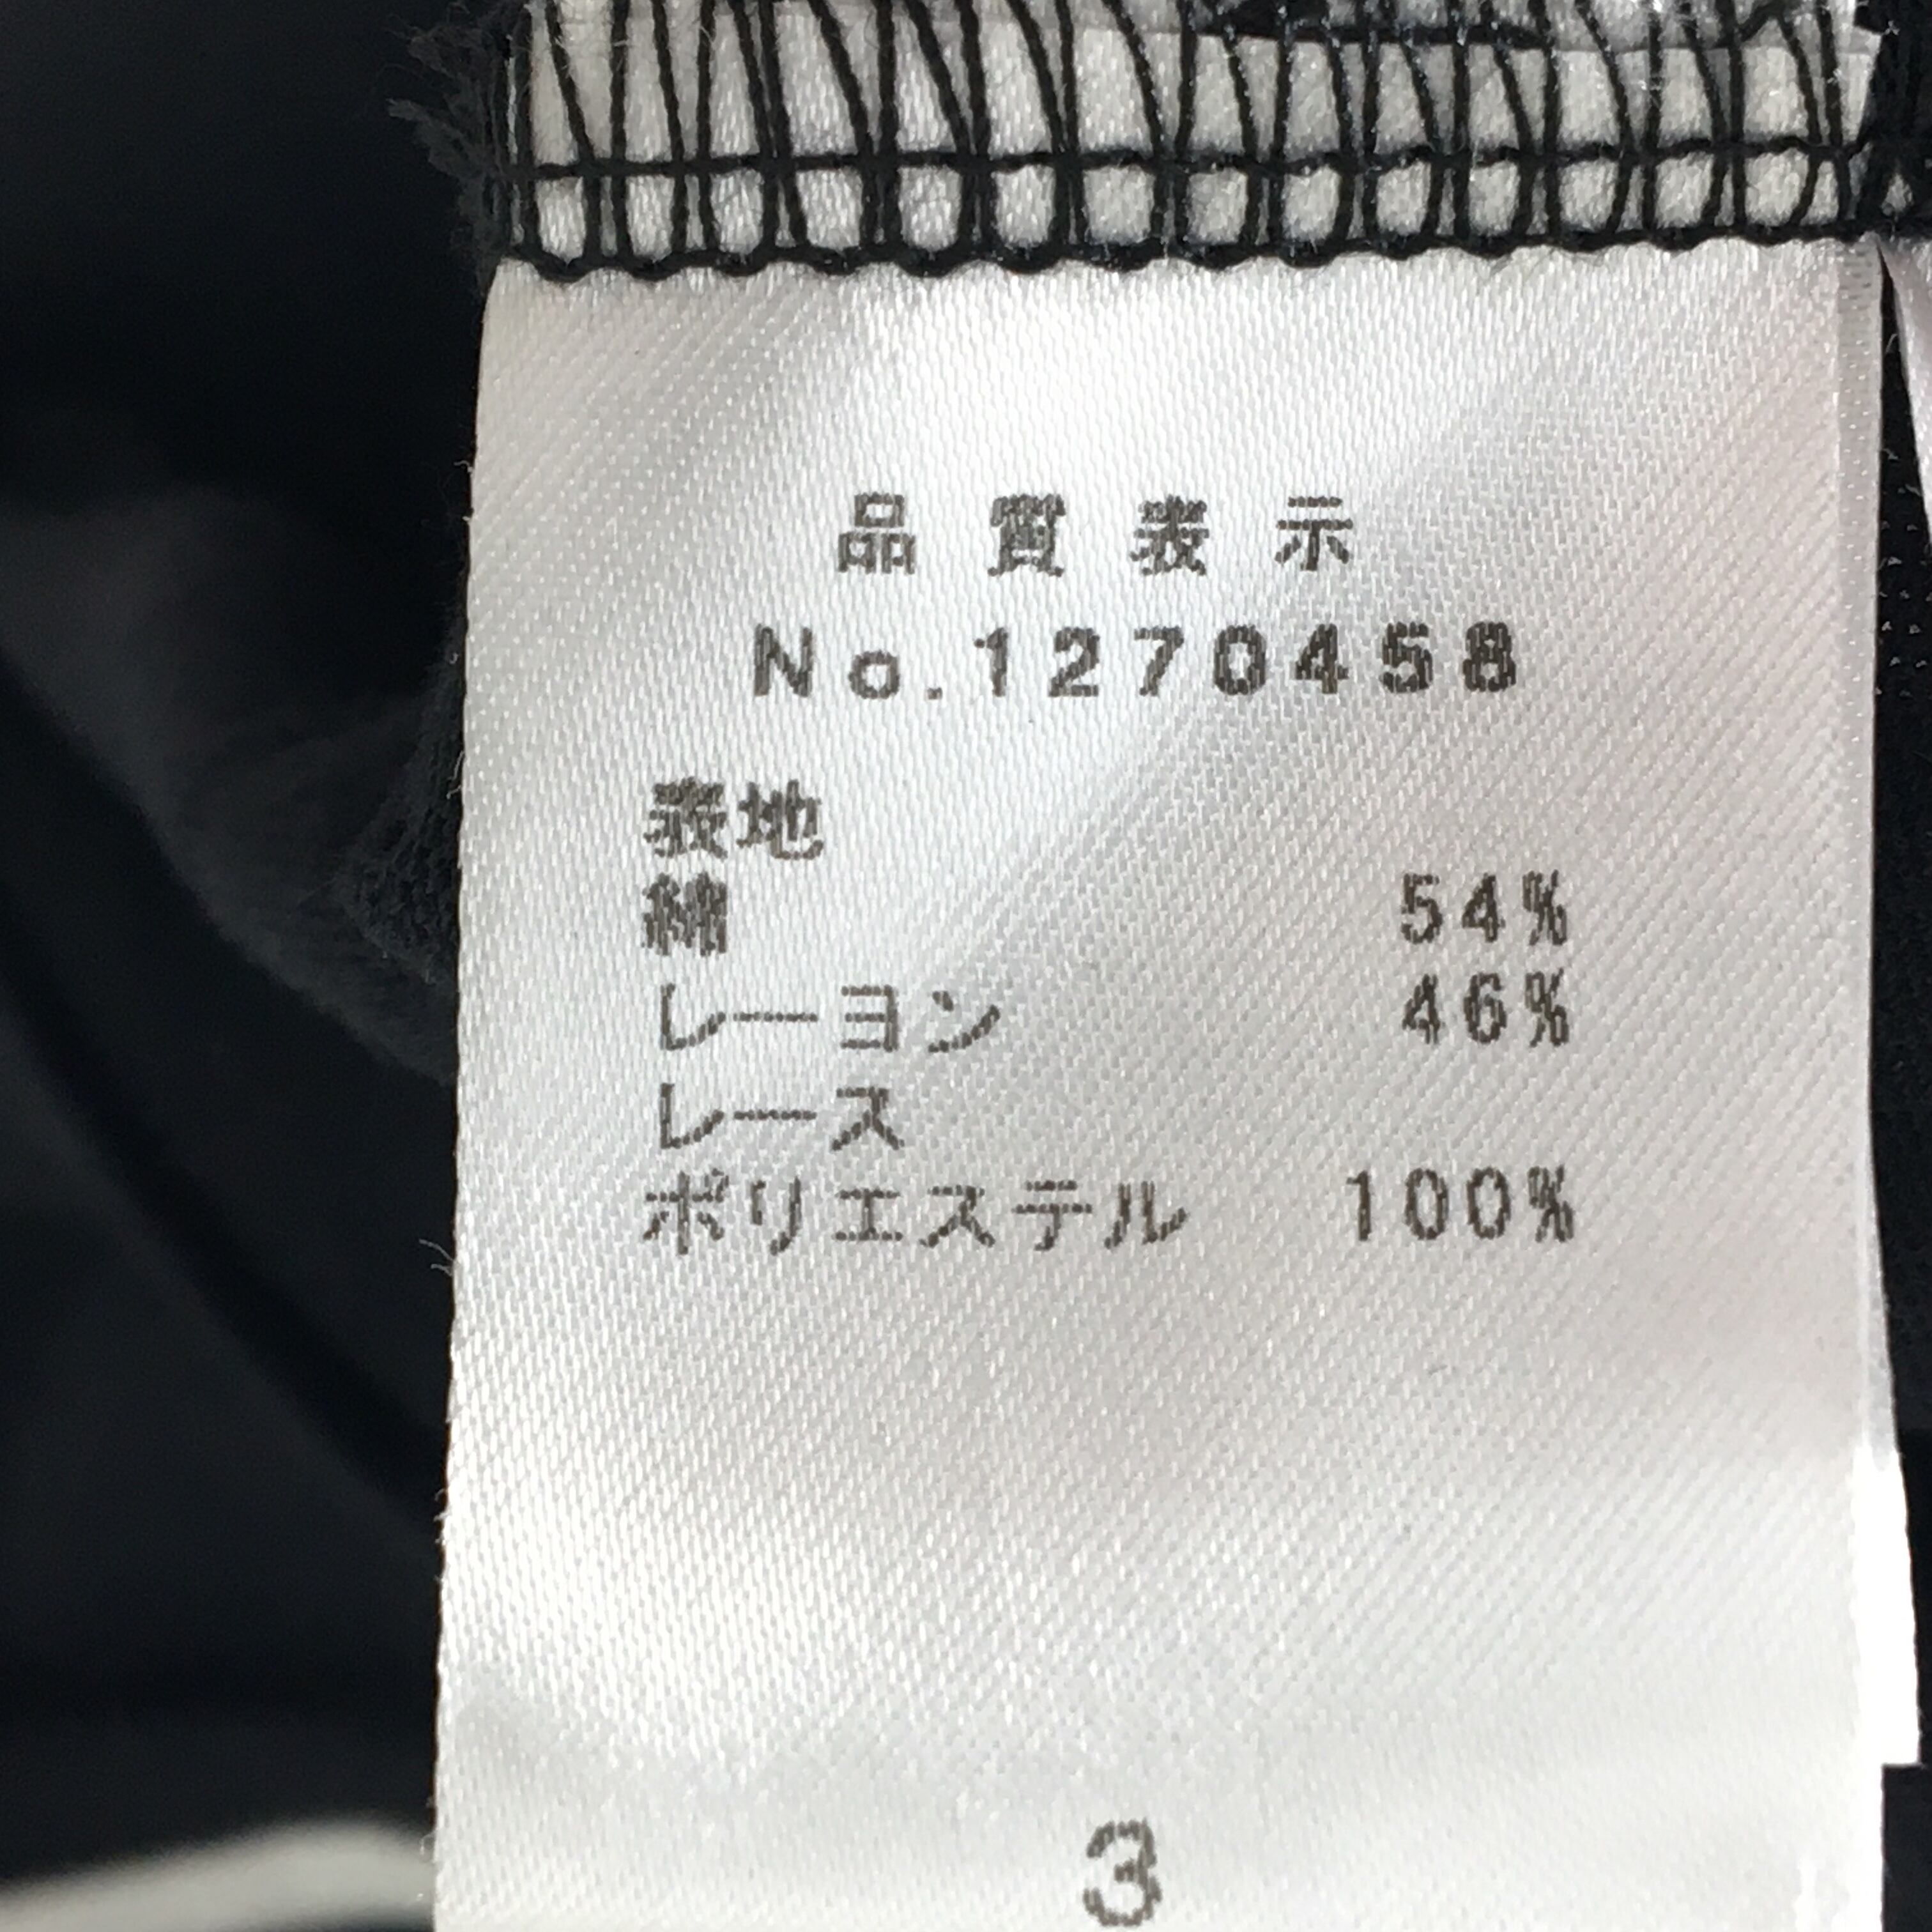 品質表示
No.1270458
表地
綿 54%
レーヨン 46%
レース
ポリエステル 100%
3